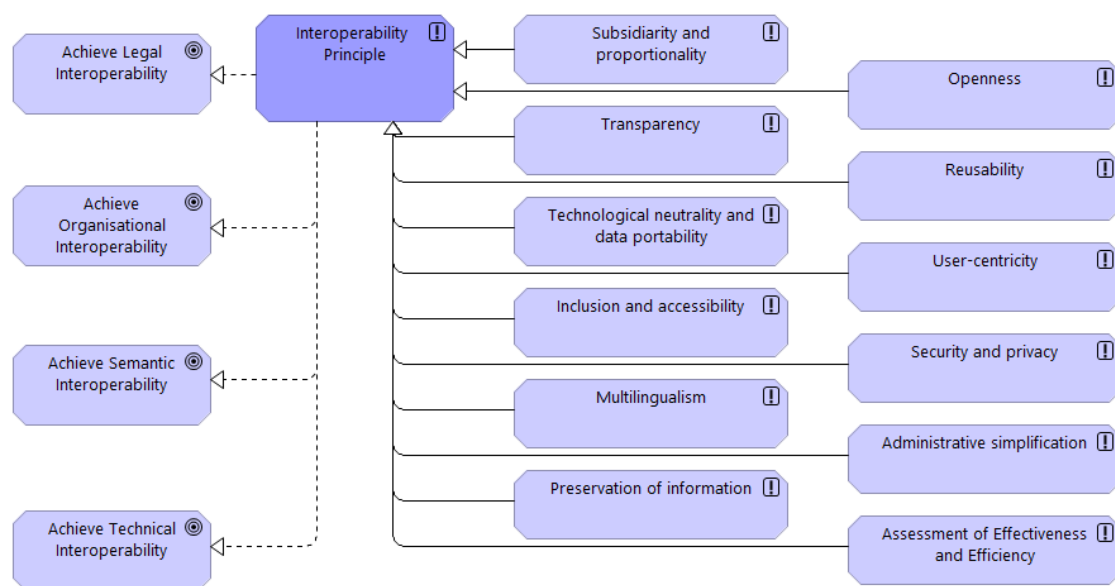 Achieve Legal
Interoperability
Interoperability
Principle
Subsidiarity and
proportionality
Openness
Transparency
Reusability
Achieve
Organisational
Interoperability
Technological neutrality and
data portability
User-centricity
Inclusion and accessibility
Achieve Semantic
Interoperability
Security and privacy
Multilingualism
Administrative simplification
Preservation of information
Achieve Technical
Interoperability
Assessment of Effectiveness
and Efficiency